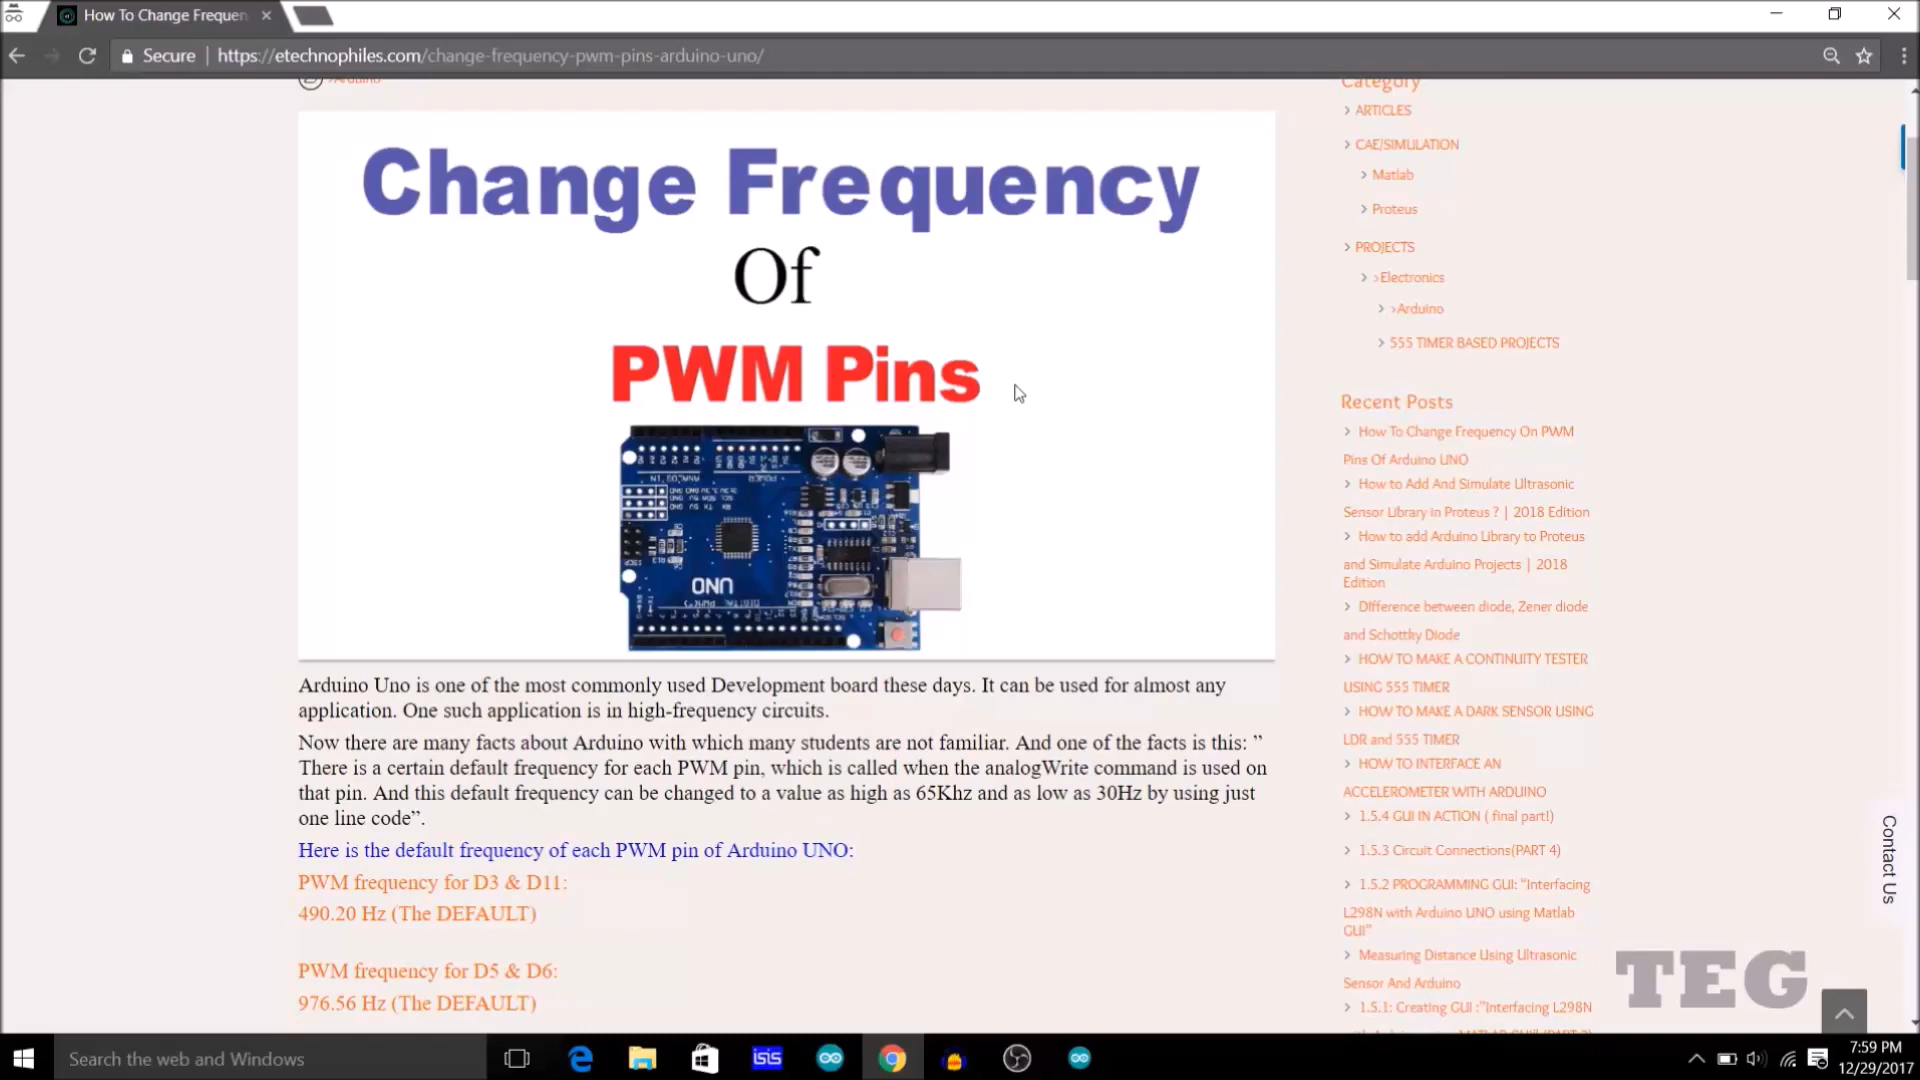 How To Change Frequen
Secure
https://etechnophiles.com/change-frequency-pwm-pins-arduino-uno/
Change Frequency
Of
PWM Pins
UNO
Arduino Uno is one of the most commonly used Development board these days. It can be used for almost any
application. One such application is in high-frequency circuits.
Now there are many facts about Arduino with which many students are not familiar. And one of the facts is this: ”
There is a certain default frequency for each PWM pin, which is called when the analogWrite command is used on
that pin. And this default frequency can be changed to a value as high as 65Khz and as low as 30Hz by using just
one line code”.
Here is the default frequency of each PWM pin of Arduino UNO:
PWM frequency for D3 & D11:
490.20 Hz (The DEFAULT)
PWM frequency for D5 & D6:
976.56 Hz (The DEFAULT)
Category
ARTICLES
CAE/SIMULATION
Matlab
Proteus
PROJECTS
›Electronics
›Arduino
555 TIMER BASED PROJECTS
Recent Posts
How To Change Frequency On PWM
Pins Of Arduino UNO
How to Add And Simulate Ultrasonic
Sensor Library in Proteus ? | 2018 Edition
How to add Arduino Library to Proteus
and Simulate Arduino Projects | 2018
Edition
DIfference between diode, Zener diode
and Schottky Diode
HOW TO MAKE A CONTINUITY TESTER
USING 555 TIMER
HOW TO MAKE A DARK SENSOR USING
LDR and 555 TIMER
HOW TO INTERFACE AN
ACCELEROMETER WITH ARDUINO
1.5.4 GUI IN ACTION ( final part!)
1.5.3 Circuit Connections(PART 4)
1.5.2 PROGRAMMING GUI: “Interfacing
L298N with Arduino UNO using Matlab
GUI”
Measuring Distance Using Ultrasonic
Sensor And Arduino
1.5.1: Creating GUI :”Interfacing L298N
Contact Us
TEG
Search the web and Windows
ISIS
7:59 PM
12/29/2017